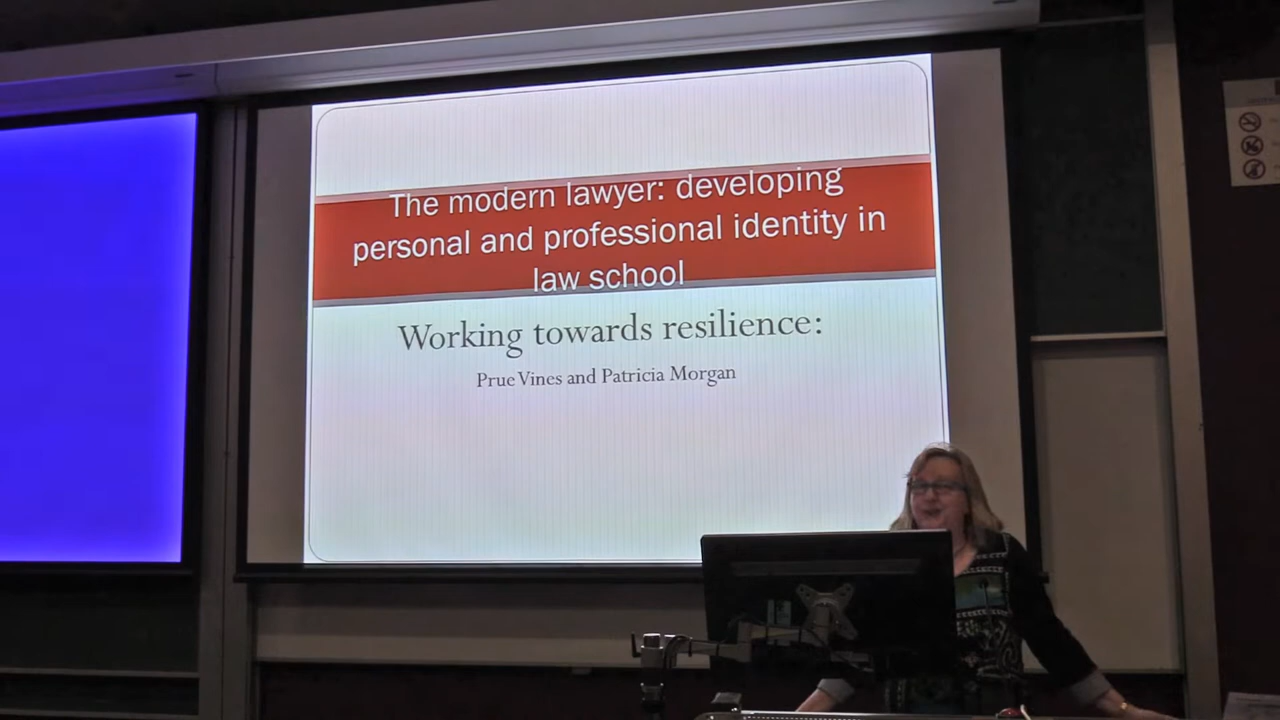 The modern lawyer: developing
personal and professional identity in
law school
Working towards resilience:
Prue Vines and Patricia Morgan